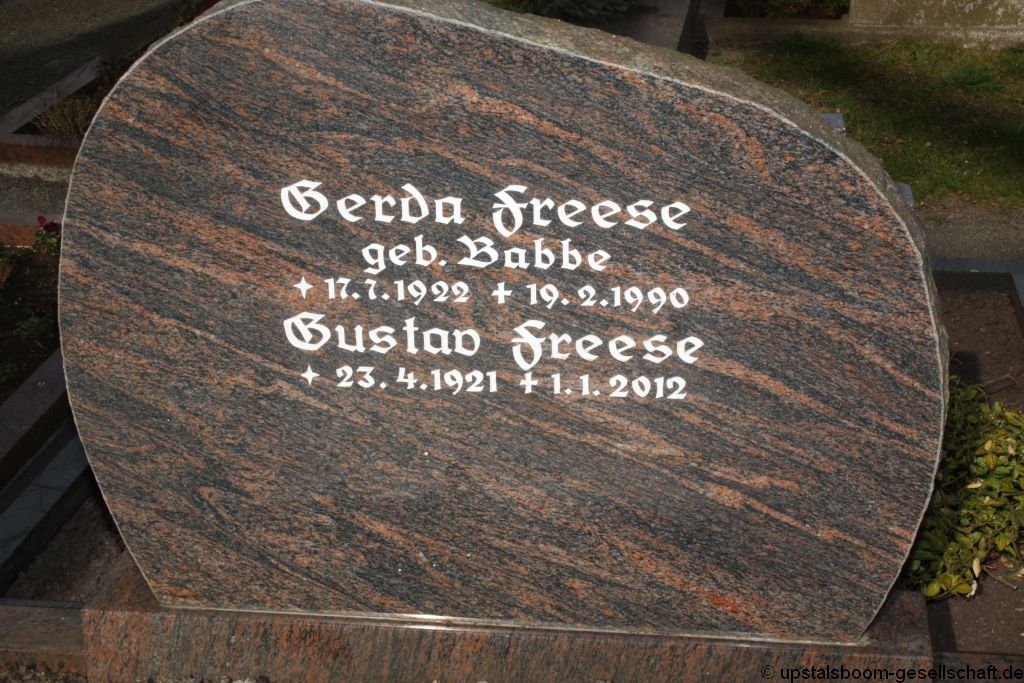 Gerda Freese
geb. Babbe
✦ 17.7.1922 ✝ 19.2.1990
Gustav Freese
✦ 23.4.1921 ✝ 1.1.2012
© upstalsboom-gesellschaft.de